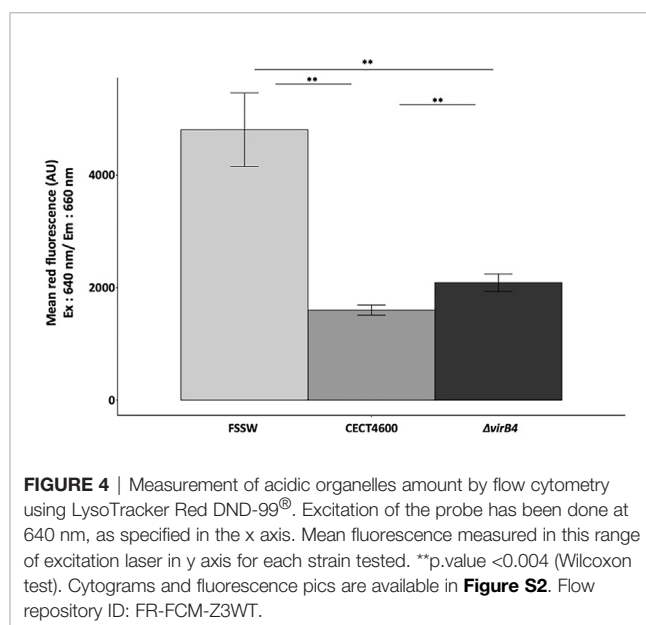 **
**
**
Mean red fluorescence (AU)
Ex : 640 nm/ Em : 660 nm
4000
2000
0
FSSW CECT4600 ΔvirB4
FIGURE 4 | Measurement of acidic organelles amount by flow cytometry
using LysoTracker Red DND-99®. Excitation of the probe has been done at
640 nm, as specified in the x axis. Mean fluorescence measured in this range
of excitation laser in y axis for each strain tested. **p.value <0.004 (Wilcoxon
test). Cytograms and fluorescence pics are available in Figure S2. Flow
repository ID: FR-FCM-Z3WT.